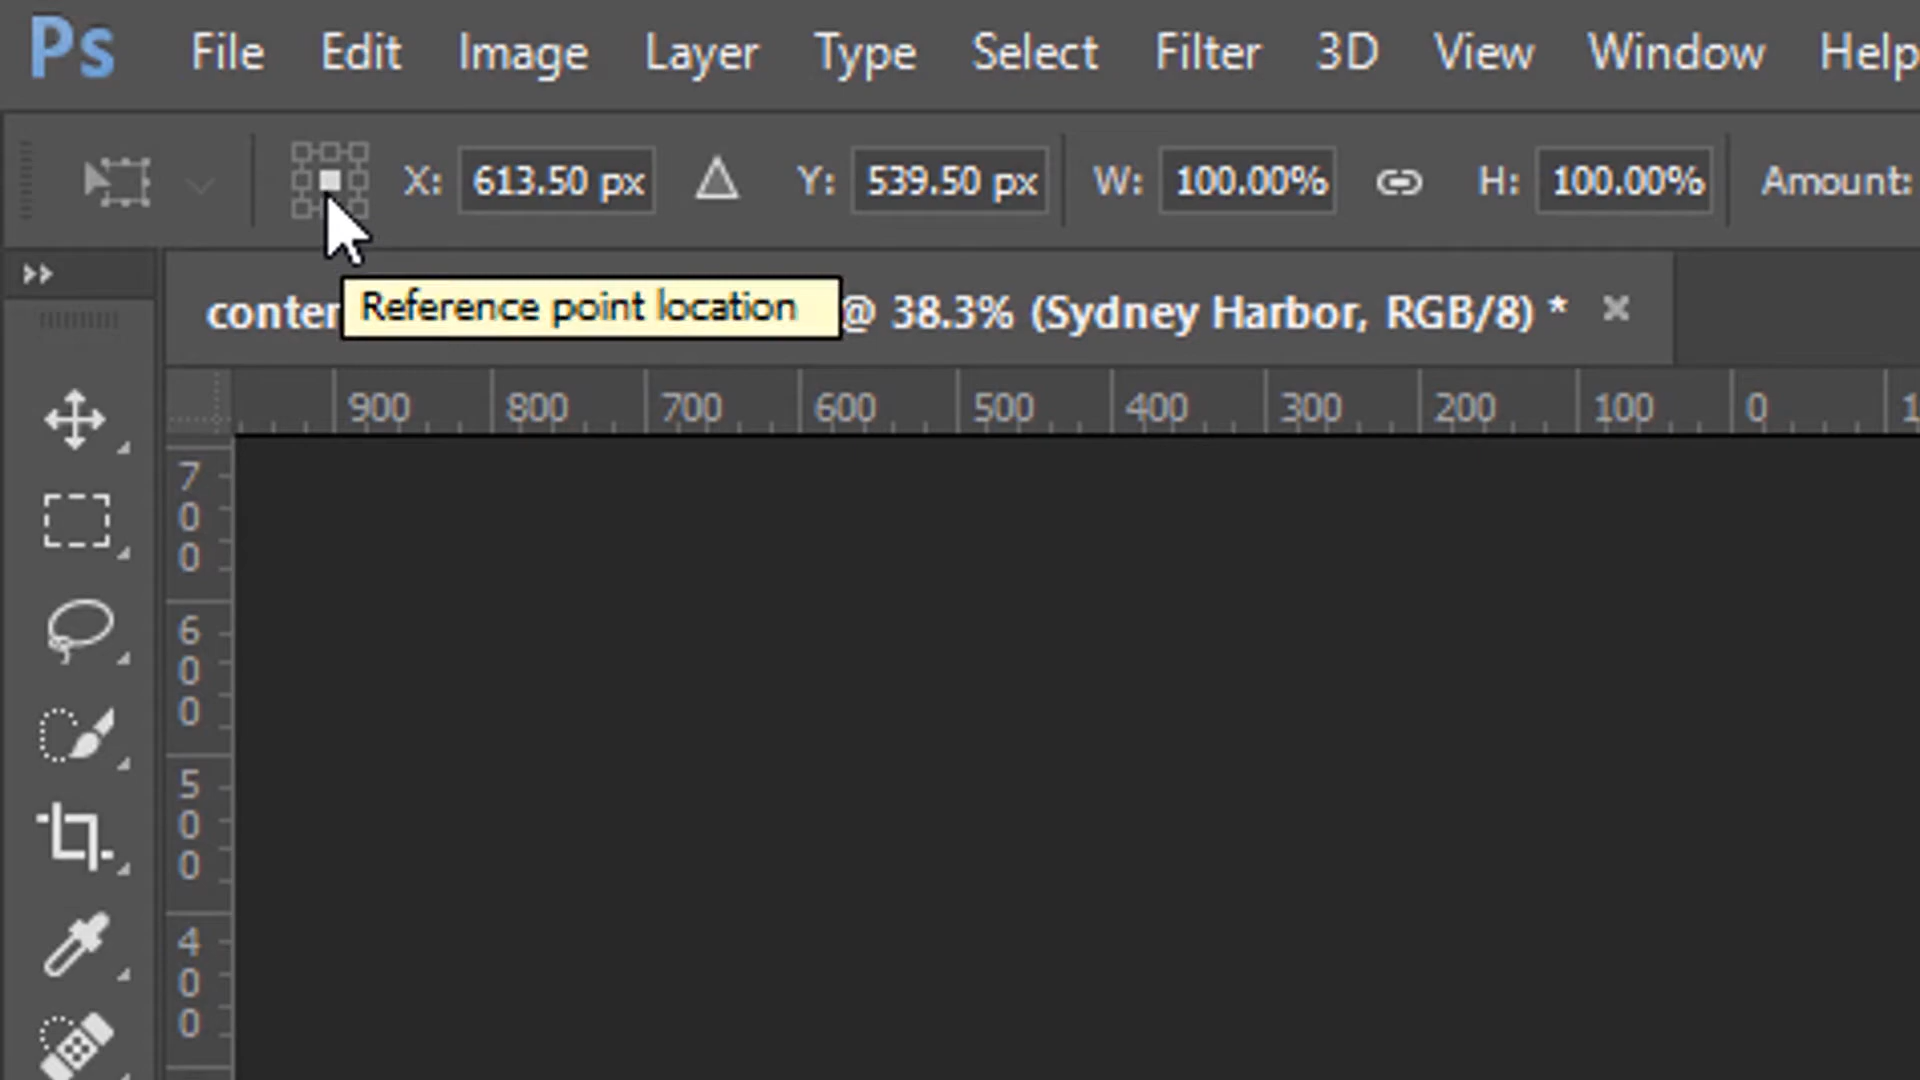 Ps File Edit Image Layer Type Select Filter 3D View Window Help
X: 613.50 px Y: 539.50 px W: 100.00% H: 100.00% Amount:
Reference point location
@ 38.3% (Sydney Harbor, RGB/8) *
900 800 700 600 500 400 300 200 100 0
700
600
500
400